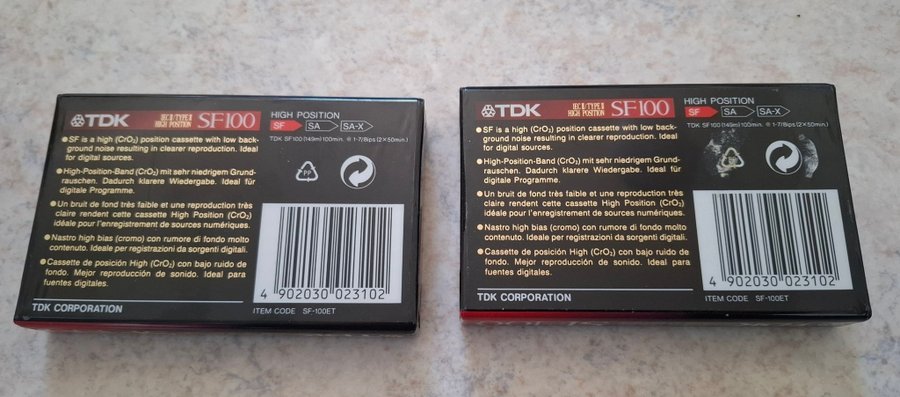 TDK
IEC II/TYPE II
HIGH POSITION
SF100
HIGH POSITION
SF SA SA-X
TDK SF100 (149m) 100min. @ 1-7/8ips (2×50min.)
●SF is a high (CrO₂) position cassette with low back-
ground noise resulting in clearer reproduction. Ideal
for digital sources.
●High-Position-Band (CrO₂) mit sehr niedrigem Grund-
rauschen. Dadurch klarere Wiedergabe. Ideal für
digitale Programme.
●Un bruit de fond très faible et une reproduction très
claire rendent cette cassette High Position (CrO₂)
idéale pour l'enregistrement de sources numériques.
●Nastro high bias (cromo) con rumore di fondo molto
contenuto. Ideale per registrazioni da sorgenti digitali.
●Cassette de posición High (CrO₂) con bajo ruido de
fondo. Mejor reproducción de sonido. Ideal para
fuentes digitales.
PP
4 902030 023102
TDK CORPORATION
ITEM CODE SF-100ET
TDK
IEC II/TYPE II
HIGH POSITION
SF100
HIGH POSITION
SF SA SA-X
TDK SF100 (149m) 100min. @ 1-7/8ips (2×50min.)
●SF is a high (CrO₂) position cassette with low back-
ground noise resulting in clearer reproduction. Ideal
for digital sources.
●High-Position-Band (CrO₂) mit sehr niedrigem Grund-
rauschen. Dadurch klarere Wiedergabe. Ideal für
digitale Programme.
●Un bruit de fond très faible et une reproduction très
claire rendent cette cassette High Position (CrO₂)
idéale pour l'enregistrement de sources numériques.
●Nastro high bias (cromo) con rumore di fondo molto
contenuto. Ideale per registrazioni da sorgenti digitali.
●Cassette de posición High (CrO₂) con bajo ruido de
fondo. Mejor reproducción de sonido. Ideal para
fuentes digitales.
4 902030 023102
TDK CORPORATION
ITEM CODE SF-100ET